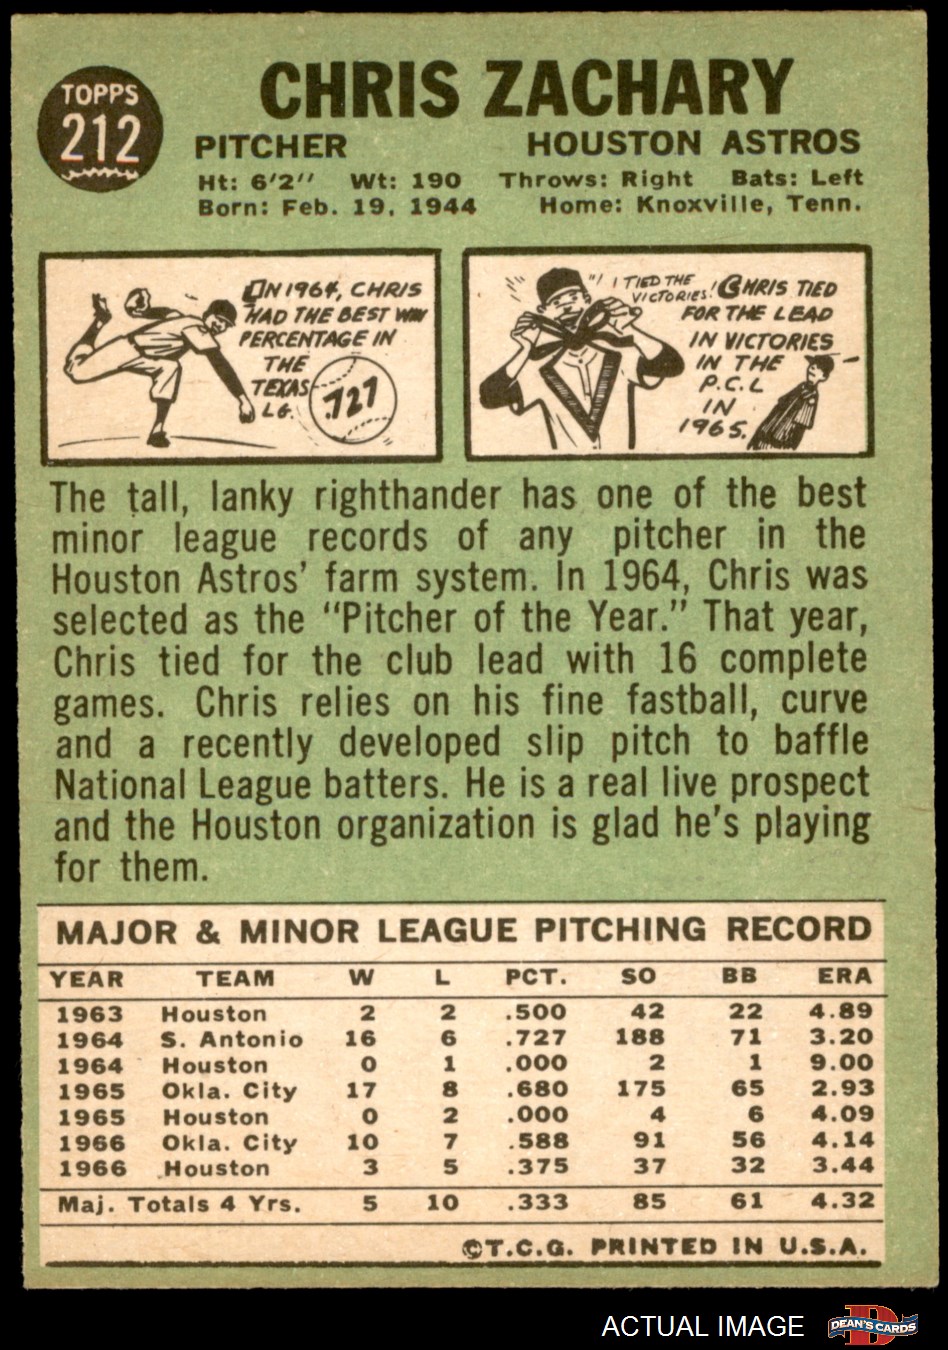 TOPPS
212
CHRIS ZACHARY
PITCHER HOUSTON ASTROS
Ht: 6'2" Wt: 190 Throws: Right Bats: Left
Born: Feb. 19, 1944 Home: Knoxville, Tenn.
IN 1964, CHRIS
HAD THE BEST WIN
PERCENTAGE IN
THE
TEXAS
LG.
.727
"I TIED THE
VICTORIES!"
CHRIS TIED
FOR THE LEAD
IN VICTORIES
IN THE
P.C.L
IN
1965.
The tall, lanky righthander has one of the best
minor league records of any pitcher in the
Houston Astros' farm system. In 1964, Chris was
selected as the "Pitcher of the Year." That year,
Chris tied for the club lead with 16 complete
games. Chris relies on his fine fastball, curve
and a recently developed slip pitch to baffle
National League batters. He is a real live prospect
and the Houston organization is glad he's playing
for them.
MAJOR & MINOR LEAGUE PITCHING RECORD
YEAR TEAM W L PCT. SO BB ERA
1963 Houston 2 2 .500 42 22 4.89
1964 S. Antonio 16 6 .727 188 71 3.20
1964 Houston 0 1 .000 2 1 9.00
1965 Okla. City 17 8 .680 175 65 2.93
1965 Houston 0 2 .000 4 6 4.09
1966 Okla. City 10 7 .588 91 56 4.14
1966 Houston 3 5 .375 37 32 3.44
Maj. Totals 4 Yrs. 5 10 .333 85 61 4.32
©T.C.G. PRINTED IN U.S.A.
ACTUAL IMAGE
DEAN'S CARDS